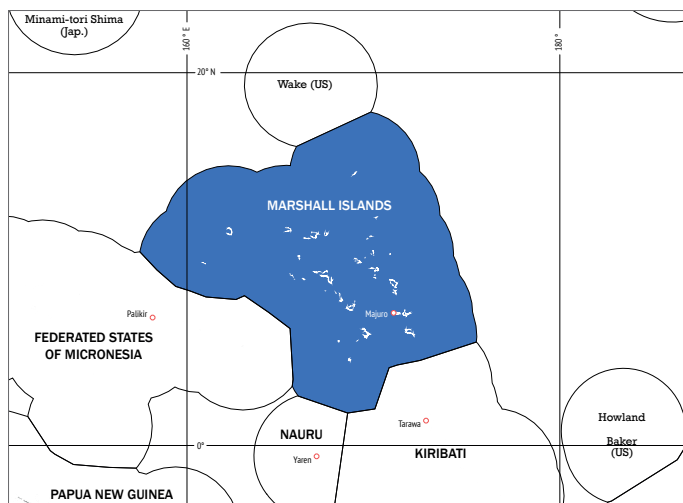 Minami-tori Shima
(Jap.)
160° E
180°
20° N
Wake (US)
MARSHALL ISLANDS
Palikir
Majuro
FEDERATED STATES
OF MICRONESIA
Howland
Baker
(US)
NAURU
Tarawa
0°
Yaren
KIRIBATI
PAPUA NEW GUINEA